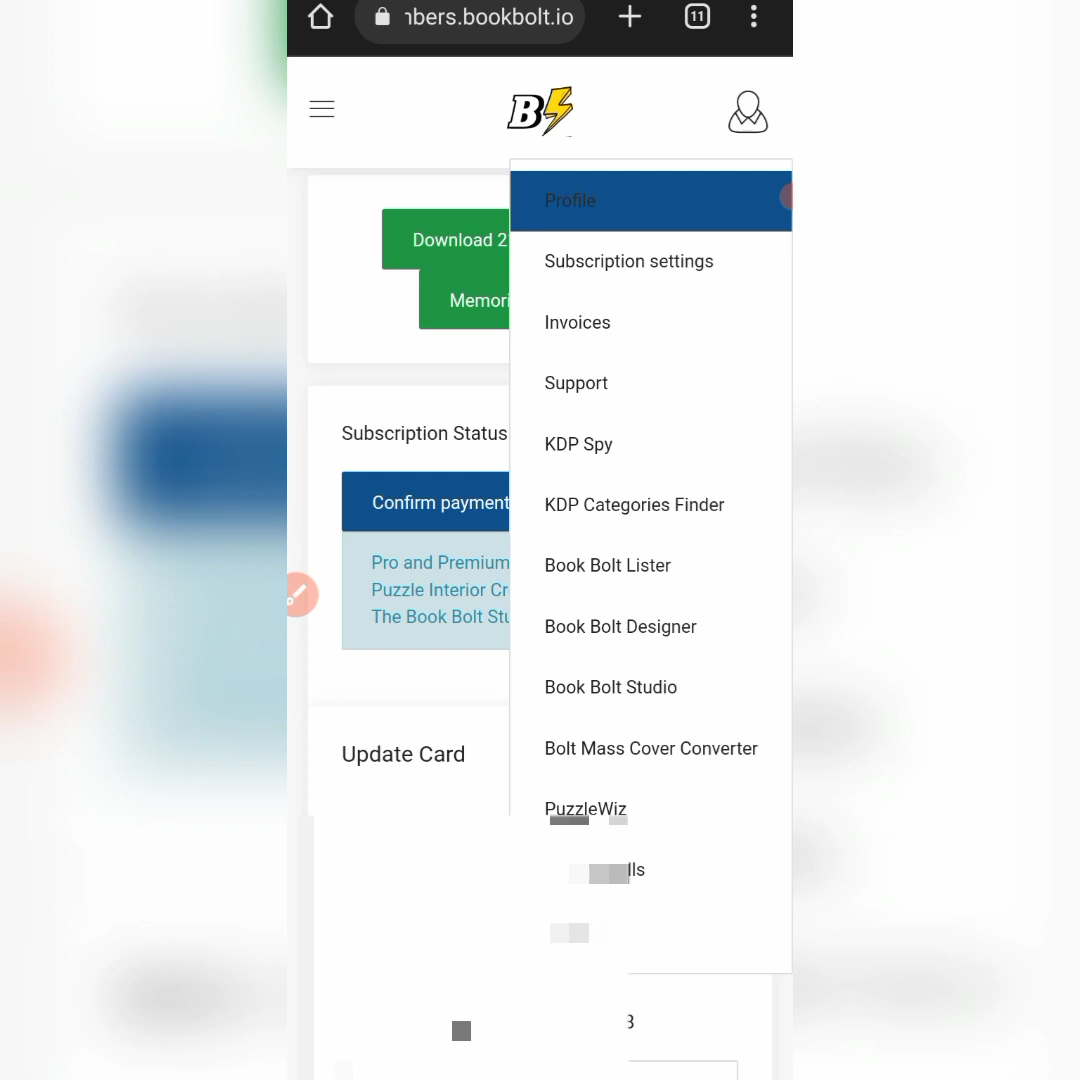 nbers.bookbolt.io
11
B
Profile
Download 2
Subscription settings
Memori
Invoices
Support
Subscription Status
KDP Spy
Confirm payment
KDP Categories Finder
Pro and Premium
Puzzle Interior Cr
The Book Bolt Stu
Book Bolt Lister
Book Bolt Designer
Book Bolt Studio
Update Card
Bolt Mass Cover Converter
PuzzleWiz
lls